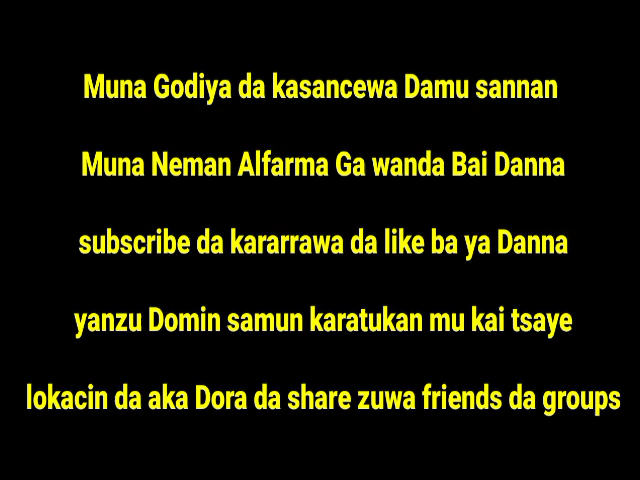 Muna Godiya da kasancewa Damu sannan
Muna Neman Alfarma Ga wanda Bai Danna
subscribe da kararrawa da like ba ya Danna
yanzu Domin samun karatukan mu kai tsaye
lokacin da aka Dora da share zuwa friends da groups